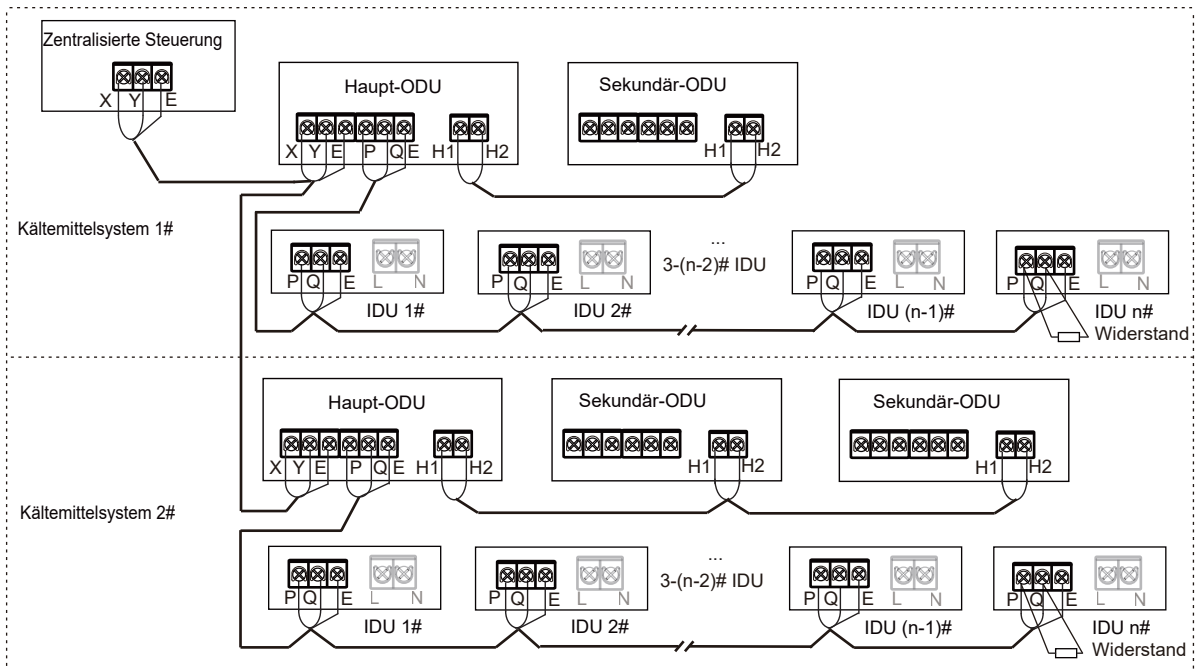 Zentralisierte Steuerung
X Y E
Haupt-ODU
Sekundär-ODU
X Y E P Q E H1 H2
H1 H2
Kältemittelsystem 1#
P Q E L N
IDU 1#
P Q E L N
IDU 2#
...
3-(n-2)# IDU
P Q E L N
IDU (n-1)#
P Q E L N
IDU n#
Widerstand
Haupt-ODU
Sekundär-ODU
Sekundär-ODU
X Y E P Q E H1 H2
H1 H2
H1 H2
Kältemittelsystem 2#
P Q E L N
IDU 1#
P Q E L N
IDU 2#
...
3-(n-2)# IDU
P Q E L N
IDU (n-1)#
P Q E L N
IDU n#
Widerstand